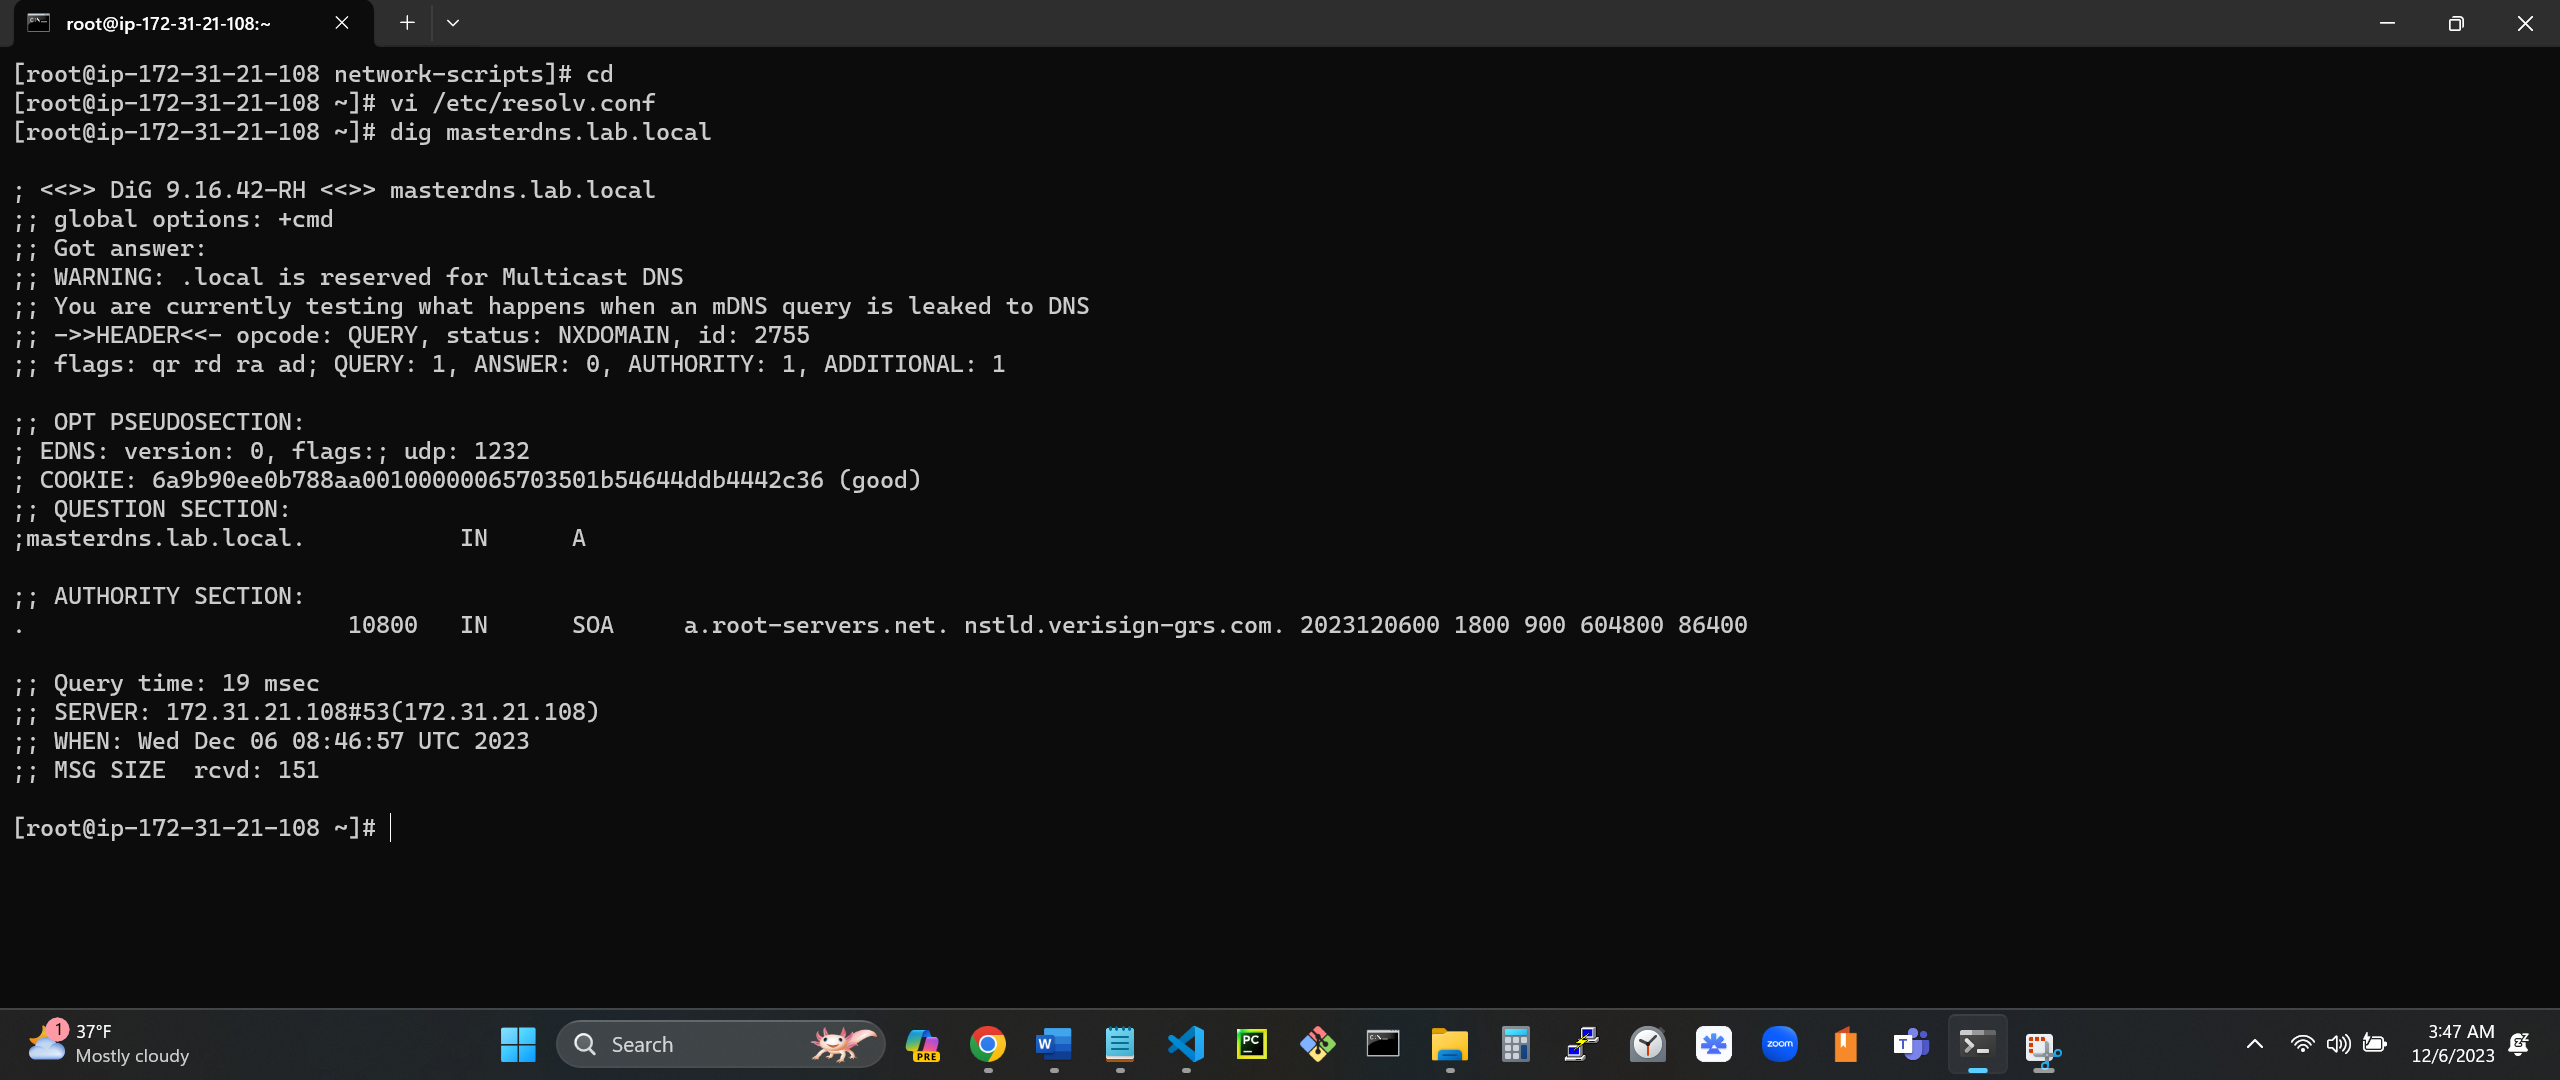 root@ip-172-31-21-108:~
[root@ip-172-31-21-108 network-scripts]# cd
[root@ip-172-31-21-108 ~]# vi /etc/resolv.conf
[root@ip-172-31-21-108 ~]# dig masterdns.lab.local
; <<>> DiG 9.16.42-RH <<>> masterdns.lab.local
;; global options: +cmd
;; Got answer:
;; WARNING: .local is reserved for Multicast DNS
;; You are currently testing what happens when an mDNS query is leaked to DNS
;; ->>HEADER<<- opcode: QUERY, status: NXDOMAIN, id: 2755
;; flags: qr rd ra ad; QUERY: 1, ANSWER: 0, AUTHORITY: 1, ADDITIONAL: 1
;; OPT PSEUDOSECTION:
; EDNS: version: 0, flags:; udp: 1232
; COOKIE: 6a9b90ee0b788aa00100000065703501b54644ddb4442c36 (good)
;; QUESTION SECTION:
;masterdns.lab.local. IN A
;; AUTHORITY SECTION:
. 10800 IN SOA a.root-servers.net. nstld.verisign-grs.com. 2023120600 1800 900 604800 86400
;; Query time: 19 msec
;; SERVER: 172.31.21.108#53(172.31.21.108)
;; WHEN: Wed Dec 06 08:46:57 UTC 2023
;; MSG SIZE rcvd: 151
[root@ip-172-31-21-108 ~]#
1
37°F
Mostly cloudy
Search
PRE
W
PC
zoom
T
3:47 AM
12/6/2023